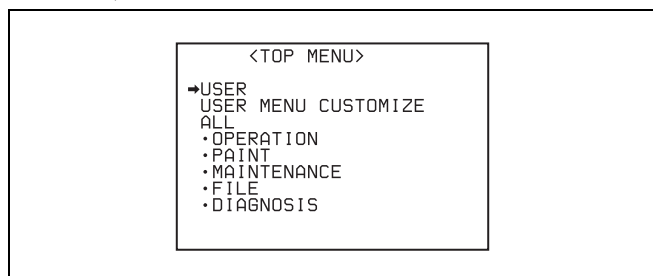 <TOP MENU>
➡USER
USER MENU CUSTOMIZE
ALL
·OPERATION
·PAINT
·MAINTENANCE
·FILE
·DIAGNOSIS